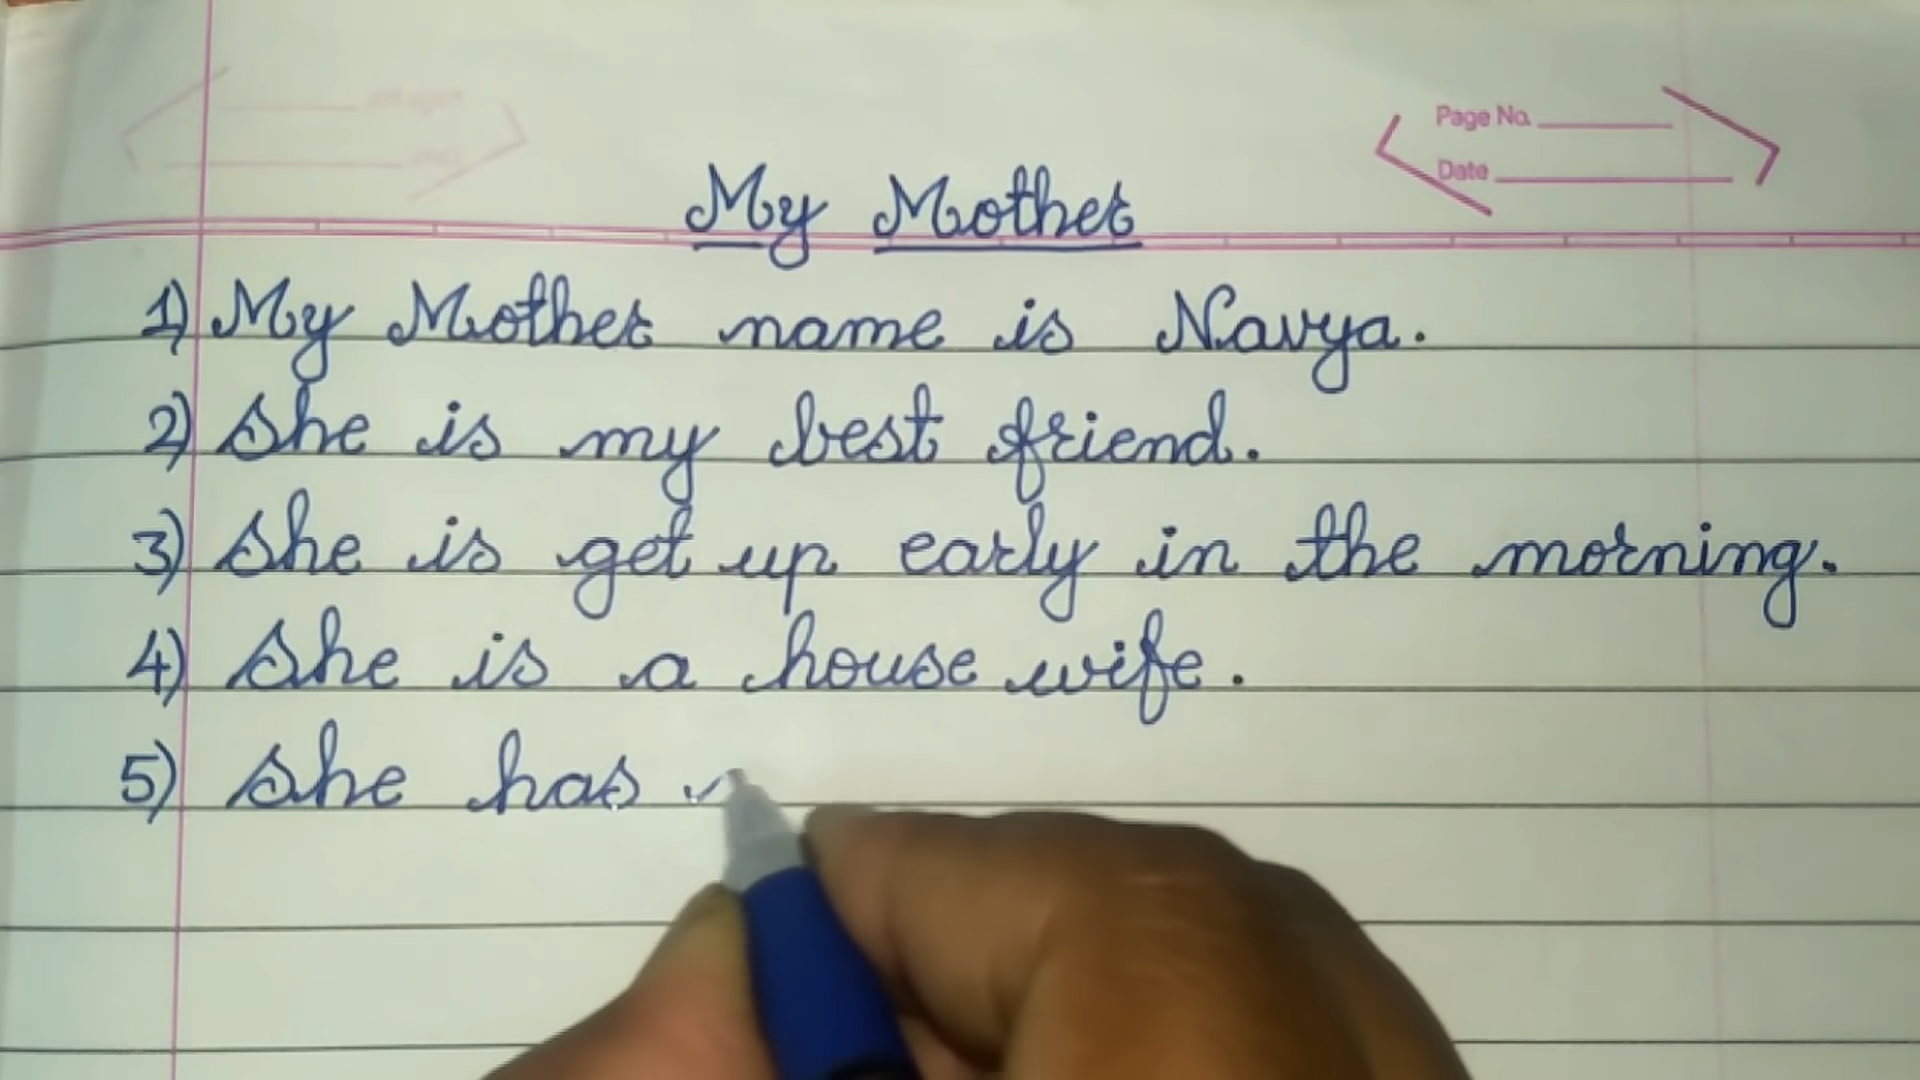 Page No.
Date
My Mother
1) My Mother name is Navya.
2) She is my best friend.
3) She is get up early in the morning.
4) She is a house wife.
5) She has